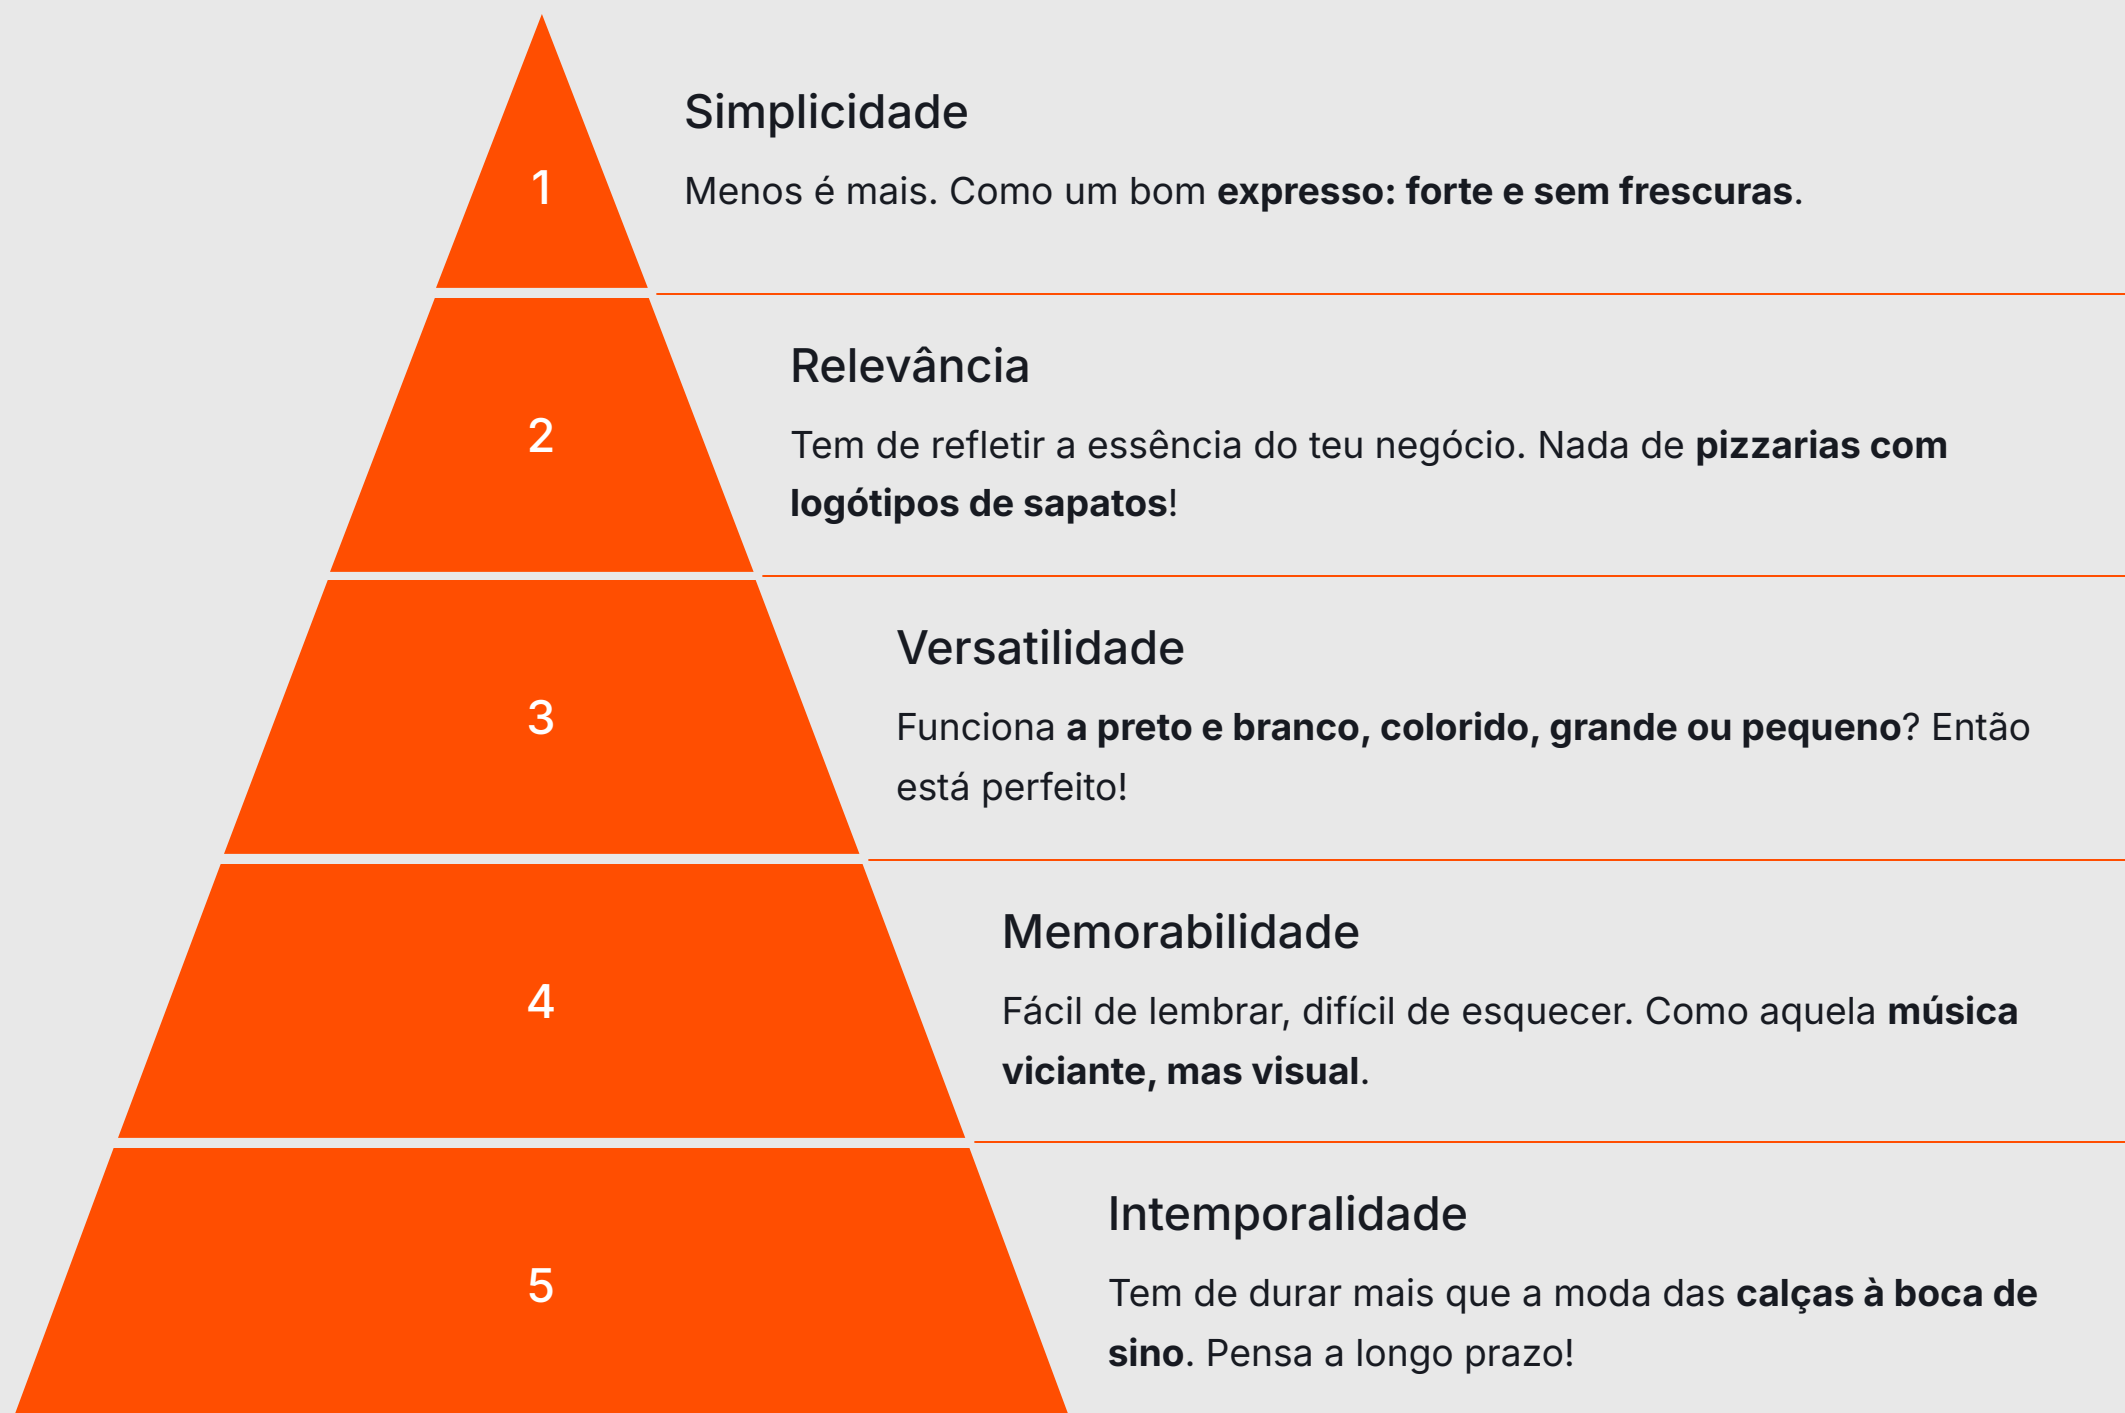 1
Simplicidade
Menos é mais. Como um bom expresso: forte e sem frescuras.
2
Relevância
Tem de refletir a essência do teu negócio. Nada de pizzarias com
logótipos de sapatos!
3
Versatilidade
Funciona a preto e branco, colorido, grande ou pequeno? Então
está perfeito!
4
Memorabilidade
Fácil de lembrar, difícil de esquecer. Como aquela música
viciante, mas visual.
5
Intemporalidade
Tem de durar mais que a moda das calças à boca de
sino. Pensa a longo prazo!